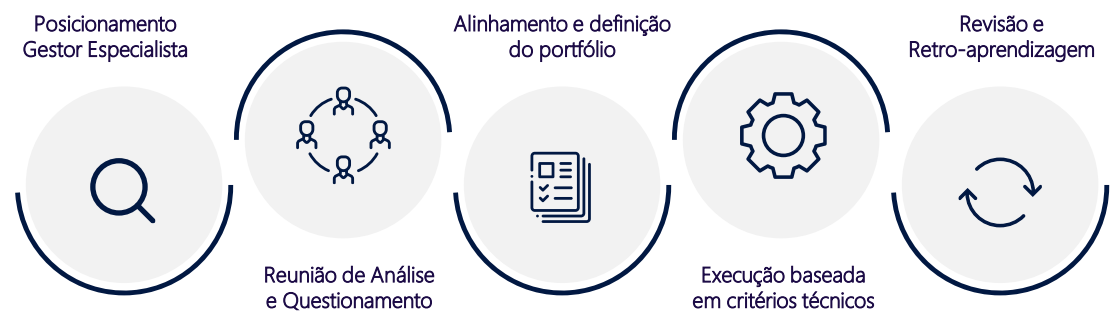 Posicionamento
Gestor Especialista
Reunião de Análise
e Questionamento
Alinhamento e definição
do portfólio
Execução baseada
em critérios técnicos
Revisão e
Retro-aprendizagem